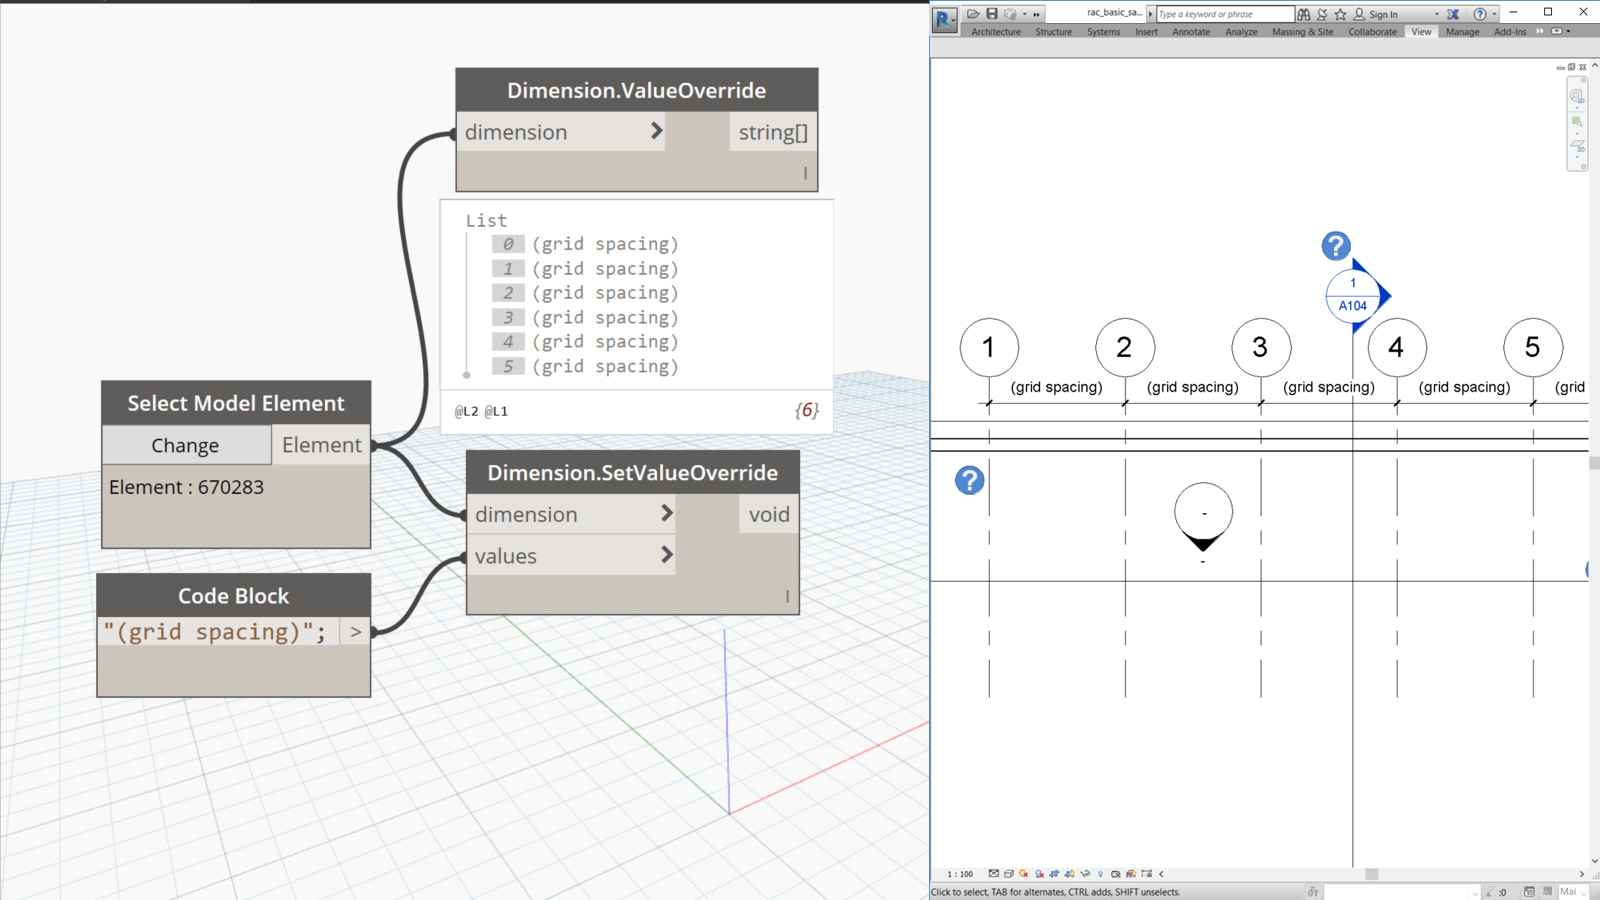 Dimension.ValueOverride
dimension > string[]
l
List
0 (grid spacing)
1 (grid spacing)
2 (grid spacing)
3 (grid spacing)
4 (grid spacing)
5 (grid spacing)
@L2 @L1 {6}
Select Model Element
Change Element
Element : 670283
Code Block
"(grid spacing)"; >
Dimension.SetValueOverride
dimension > void
values >
l
R rac_basic_sa... Type a keyword or phrase Sign In
Architecture Structure Systems Insert Annotate Analyze Massing & Site Collaborate View Manage Add-Ins
2D
2D
?
1
A104
1 2 3 4 5
(grid spacing) (grid spacing) (grid spacing) (grid spacing) (grid
?
-
-
1 : 100
Click to select, TAB for alternates, CTRL adds, SHIFT unselects. :0 Mai